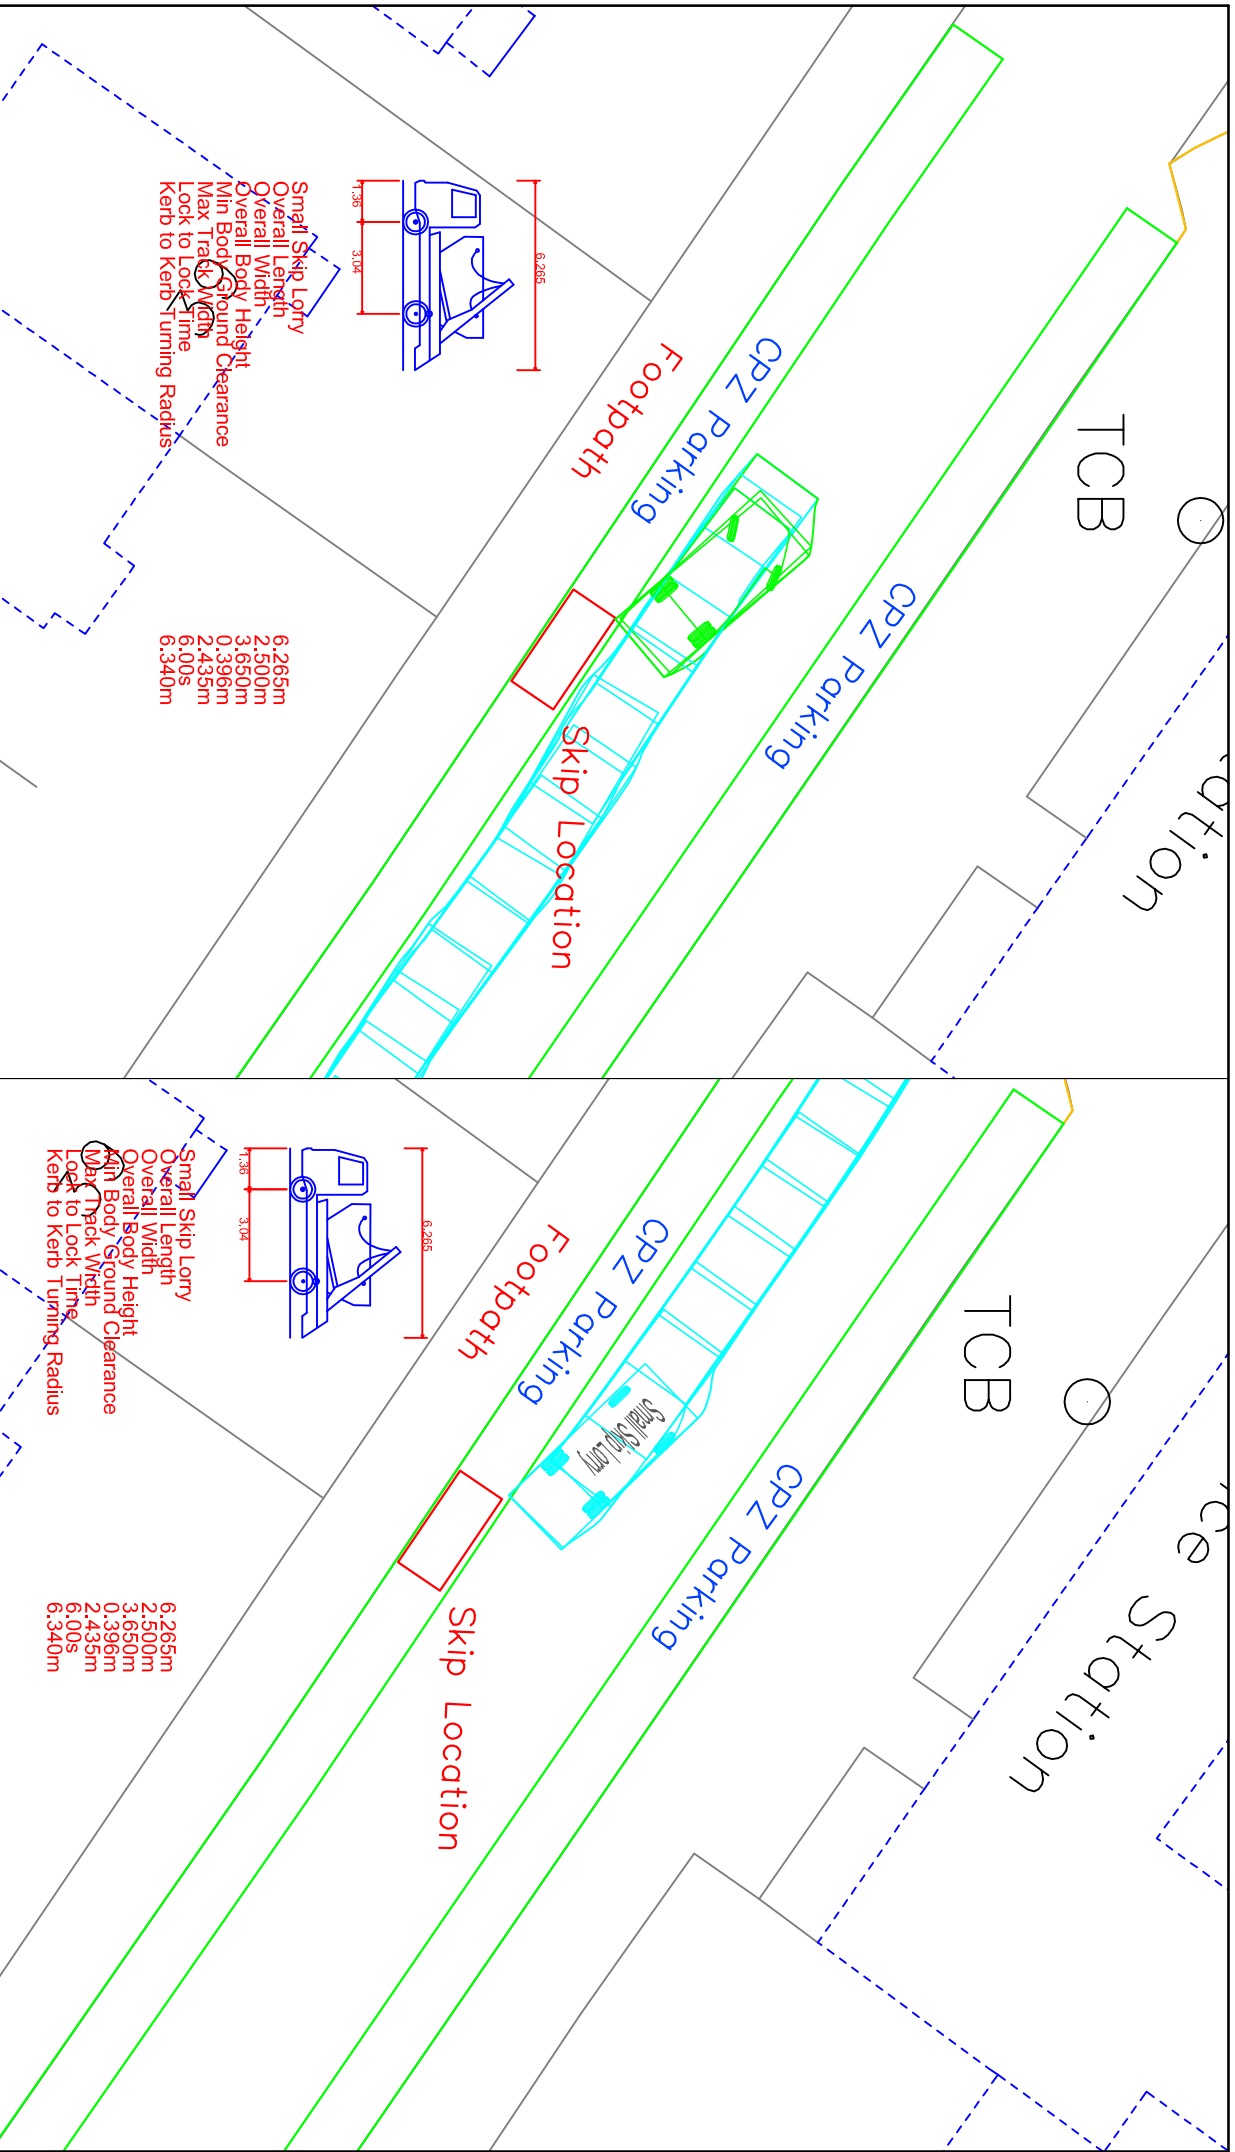 TCB
ation
CPZ Parking
CPZ Parking
Footpath
Skip Location
6.265
1.36
3.04
Small Skip Lorry
Overall Length 6.265m
Overall Width 2.500m
Overall Body Height 3.650m
Min Body Ground Clearance 0.396m
Max Track Width 2.435m
Lock to Lock Time 6.00s
Kerb to Kerb Turning Radius 6.340m
ce Station
TCB
CPZ Parking
CPZ Parking
Footpath
Small Skip Lorry
Skip Location
6.265
1.36
3.04
Small Skip Lorry
Overall Length 6.265m
Overall Width 2.500m
Overall Body Height 3.650m
Min Body Ground Clearance 0.396m
Max Track Width 2.435m
Lock to Lock Time 6.00s
Kerb to Kerb Turning Radius 6.340m